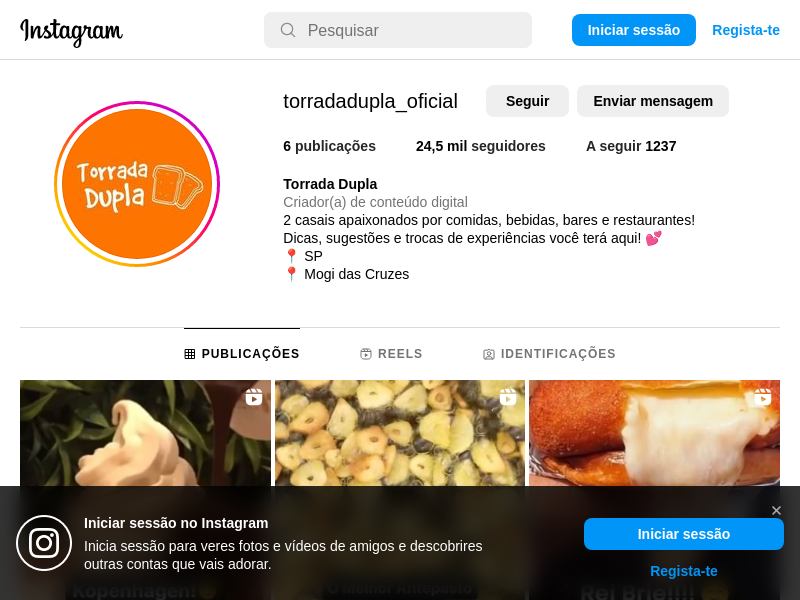 Instagram
Pesquisar
Iniciar sessão
Regista-te
torradadupla_oficial
Seguir
Enviar mensagem
6 publicações
24,5 mil seguidores
A seguir 1237
Torrada
Dupla
Torrada Dupla
Criador(a) de conteúdo digital
2 casais apaixonados por comidas, bebidas, bares e restaurantes!
Dicas, sugestões e trocas de experiências você terá aqui! 💕
📍 SP
📍 Mogi das Cruzes
PUBLICAÇÕES
REELS
IDENTIFICAÇÕES
Iniciar sessão no Instagram
Inicia sessão para veres fotos e vídeos de amigos e descobrires
outras contas que vais adorar.
Iniciar sessão
Regista-te
Kopenhagen!
O Melhor Antepasto
Rei Brie!!!!